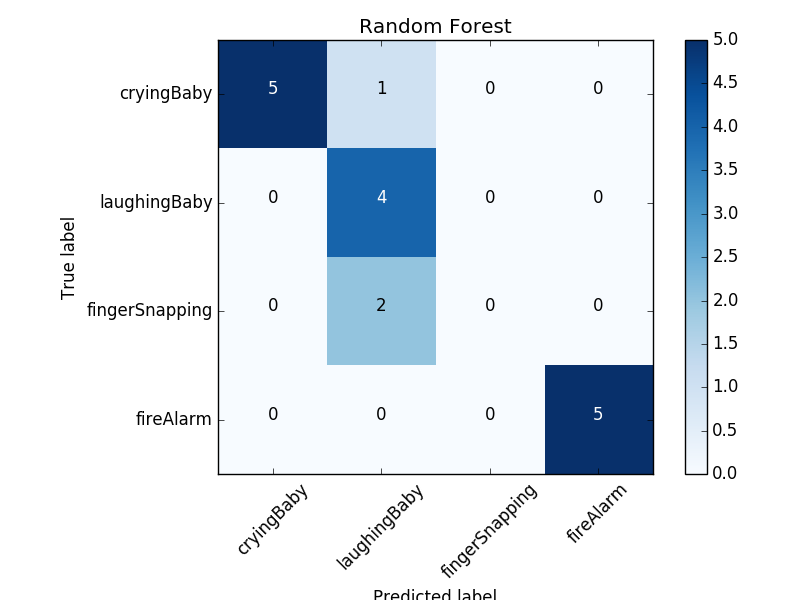 Random Forest
True label
cryingBaby 5 1 0 0
laughingBaby 0 4 0 0
fingerSnapping 0 2 0 0
fireAlarm 0 0 0 5
cryingBaby laughingBaby fingerSnapping fireAlarm
Predicted label
5.0
4.5
4.0
3.5
3.0
2.5
2.0
1.5
1.0
0.5
0.0